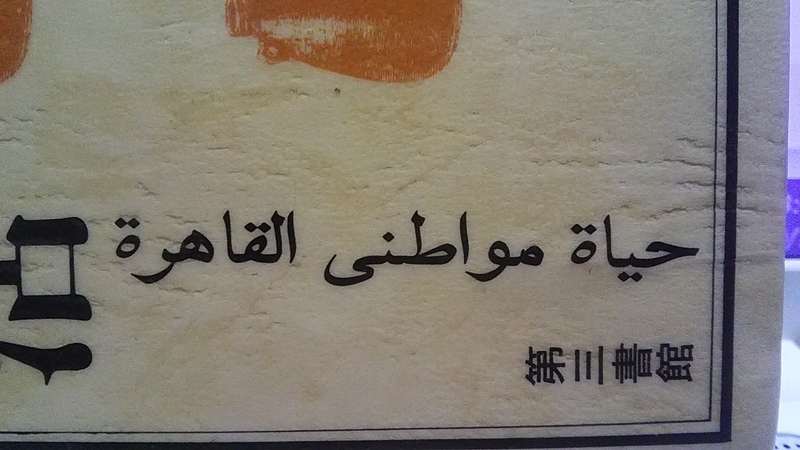 حياة مواطنى القاهرة
第三書館